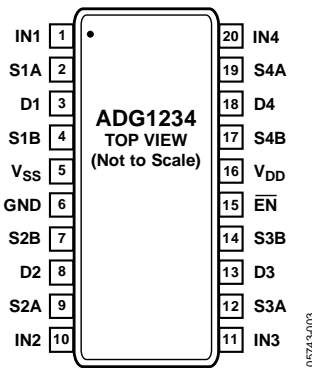 IN1 1 20 IN4
S1A 2 19 S4A
D1 3 18 D4
S1B 4 17 S4B
VSS 5 16 VDD
GND 6 15 E̅N̅
S2B 7 14 S3B
D2 8 13 D3
S2A 9 12 S3A
IN2 10 11 IN3
ADG1234
TOP VIEW
(Not to Scale)
05743-003